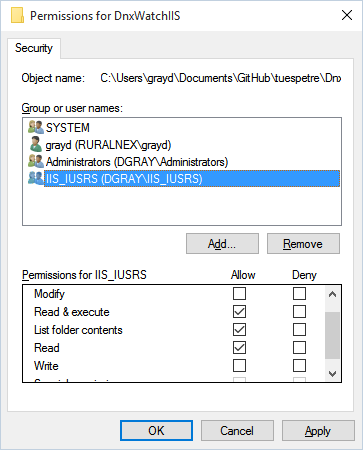 Permissions for DnxWatchIIS
Security
Object name: C:\Users\grayd\Documents\GitHub\tuespetre\Dnx
Group or user names:
SYSTEM
grayd (RURALNEX\grayd)
Administrators (DGRAY\Administrators)
IIS_IUSRS (DGRAY\IIS_IUSRS)
Add... Remove
Permissions for IIS_IUSRS Allow Deny
Modify
Read & execute
List folder contents
Read
Write
OK Cancel Apply